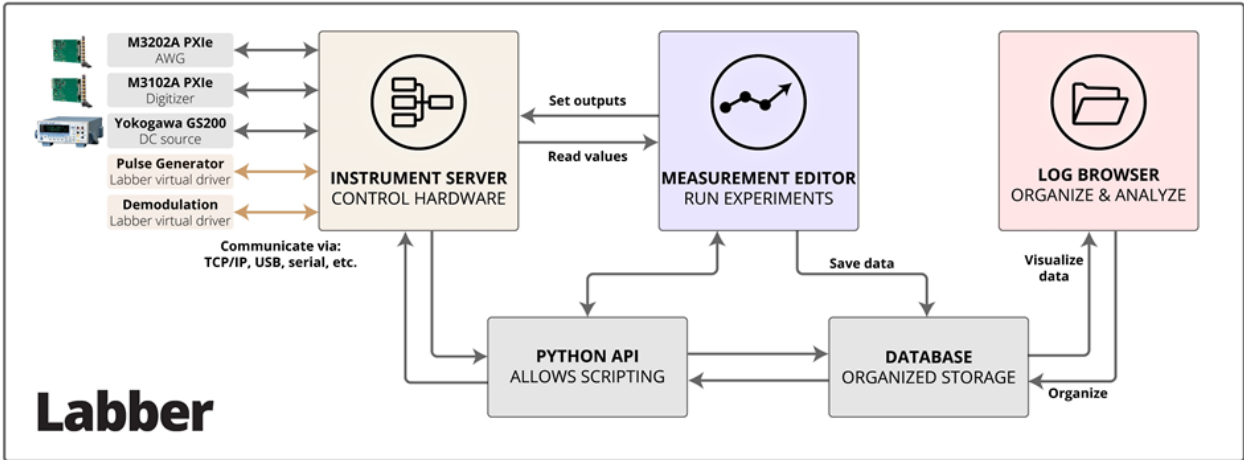 M3202A PXIe
AWG
M3102A PXIe
Digitizer
Yokogawa GS200
DC source
Pulse Generator
Labber virtual driver
Demodulation
Labber virtual driver
Communicate via:
TCP/IP, USB, serial, etc.
INSTRUMENT SERVER
CONTROL HARDWARE
Set outputs
Read values
MEASUREMENT EDITOR
RUN EXPERIMENTS
LOG BROWSER
ORGANIZE & ANALYZE
Save data
Visualize
data
PYTHON API
ALLOWS SCRIPTING
DATABASE
ORGANIZED STORAGE
Organize
Labber